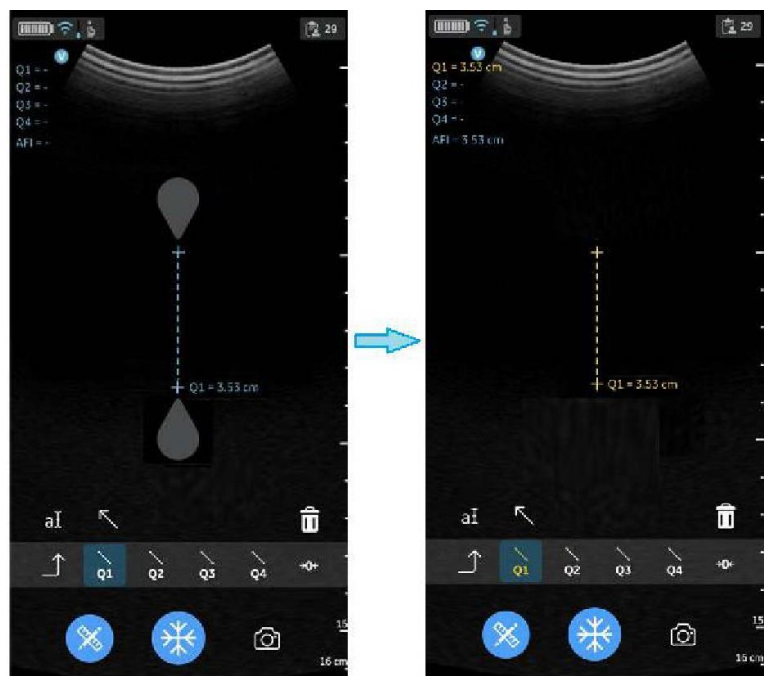 29
V
Q1 = -
Q2 = -
Q3 = -
Q4 = -
AFI = -
Q1 = 3.53 cm
aI
Q1 Q2 Q3 Q4
15
16 cm
29
V
Q1 = 3.53 cm
Q2 = -
Q3 = -
Q4 = -
AFI = 3.53 cm
Q1 = 3.53 cm
aI
Q1 Q2 Q3 Q4
15
16 cm